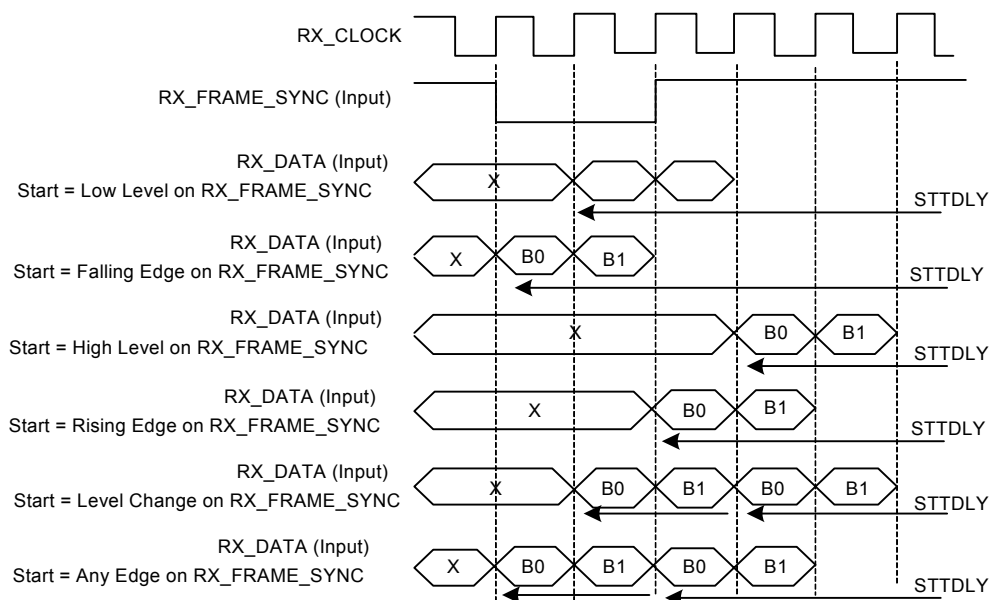 RX_CLOCK
RX_FRAME_SYNC (Input)
RX_DATA (Input)
Start = Low Level on RX_FRAME_SYNC
X
STTDLY
RX_DATA (Input)
Start = Falling Edge on RX_FRAME_SYNC
X B0 B1
STTDLY
RX_DATA (Input)
Start = High Level on RX_FRAME_SYNC
X B0 B1
STTDLY
RX_DATA (Input)
Start = Rising Edge on RX_FRAME_SYNC
X B0 B1
STTDLY
RX_DATA (Input)
Start = Level Change on RX_FRAME_SYNC
X B0 B1 B0 B1
STTDLY
RX_DATA (Input)
Start = Any Edge on RX_FRAME_SYNC
X B0 B1 B0 B1
STTDLY